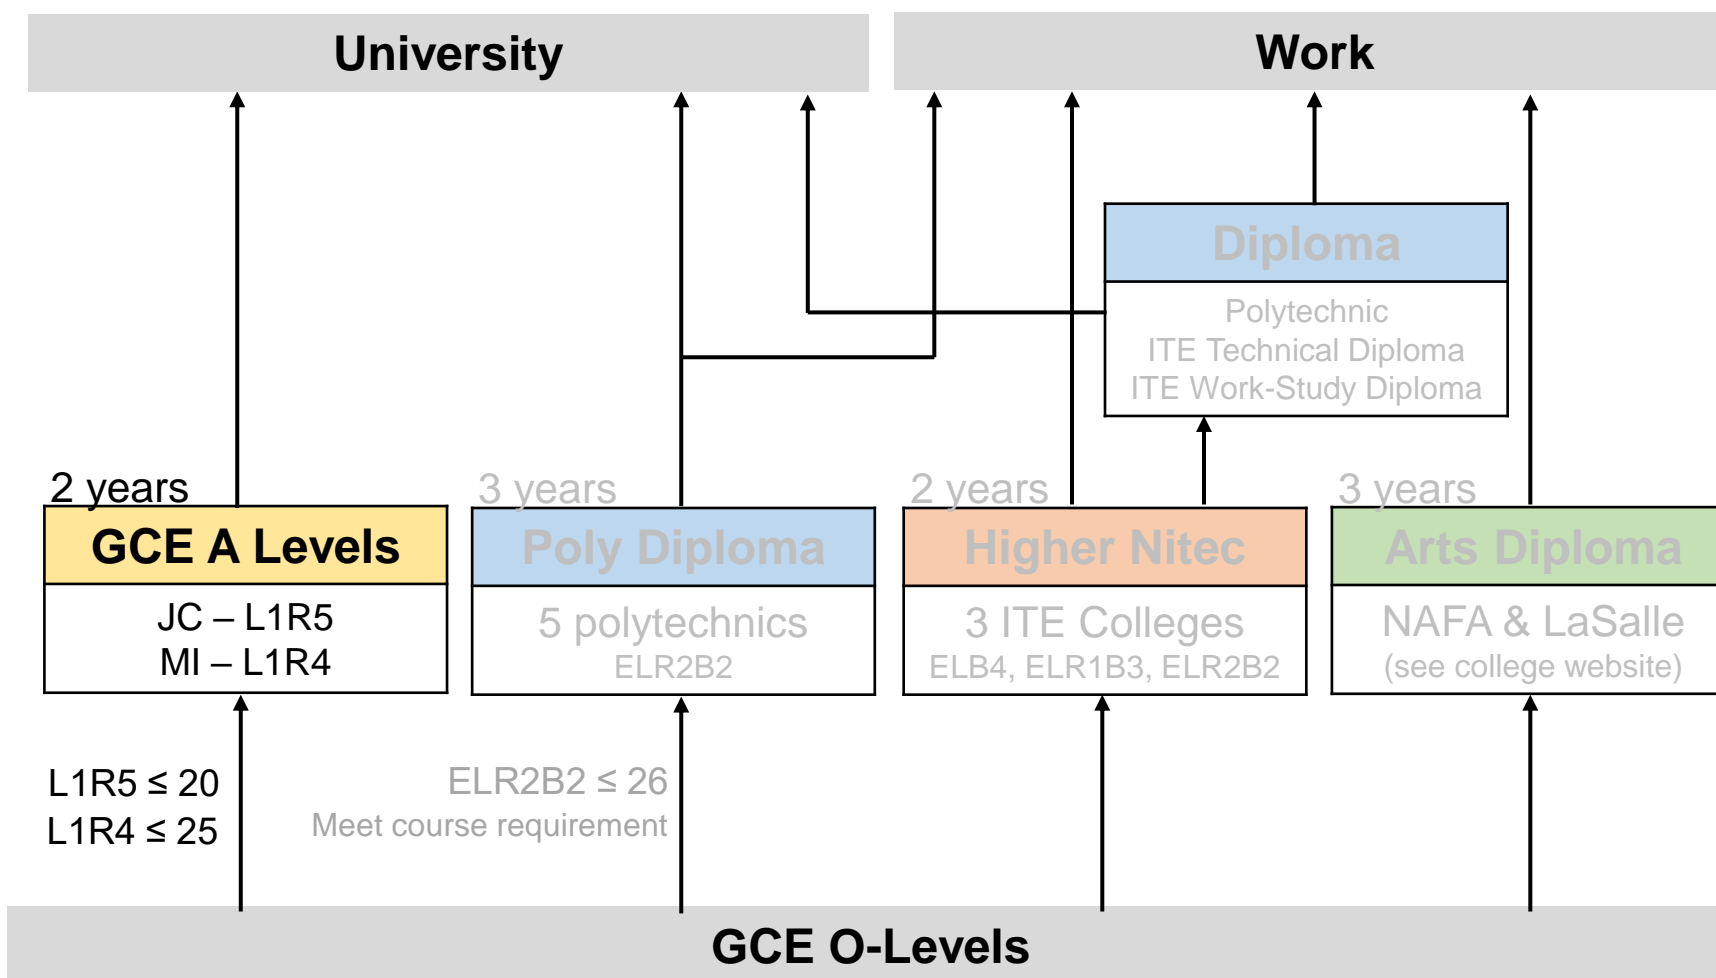 University
Work
Diploma
Polytechnic
ITE Technical Diploma
ITE Work-Study Diploma
2 years
GCE A Levels
JC – L1R5
MI – L1R4
3 years
Poly Diploma
5 polytechnics
ELR2B2
2 years
Higher Nitec
3 ITE Colleges
ELB4, ELR1B3, ELR2B2
3 years
Arts Diploma
NAFA & LaSalle
(see college website)
L1R5 ≤ 20
L1R4 ≤ 25
ELR2B2 ≤ 26
Meet course requirement
GCE O-Levels